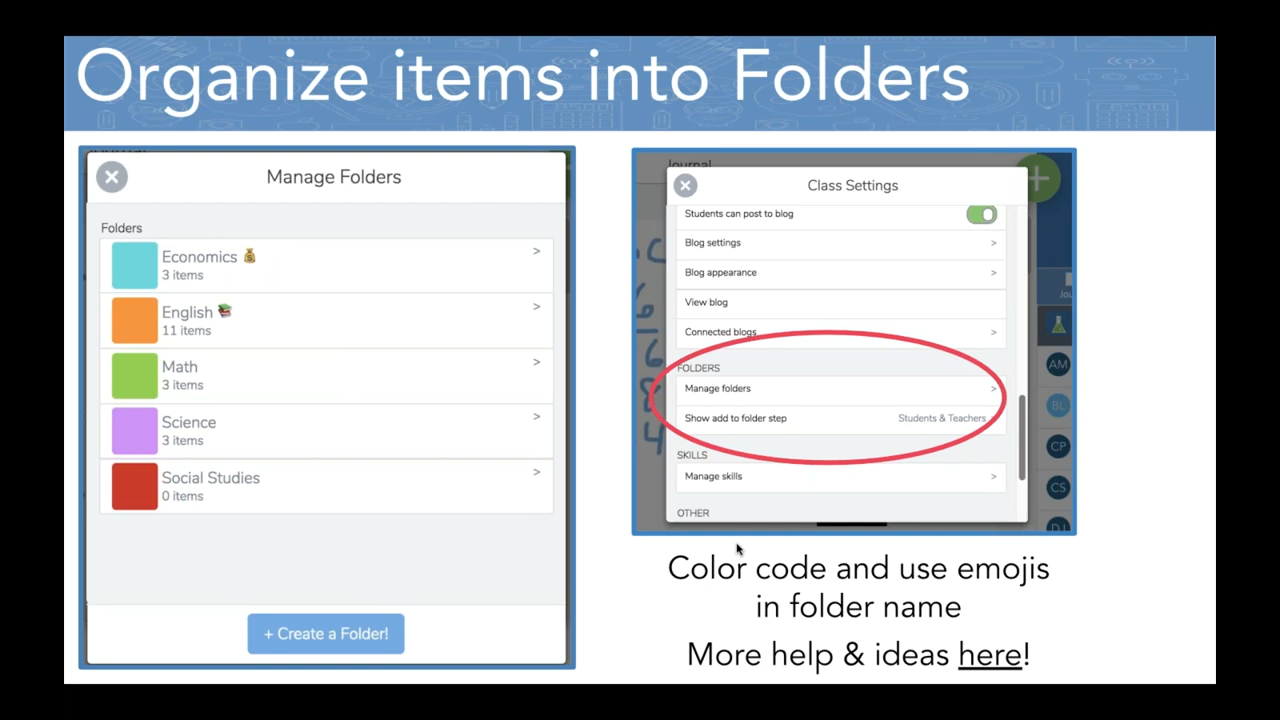 Organize items into Folders
Manage Folders
Folders
Economics 💰
3 items
>
English 📚
11 items
>
Math
3 items
>
Science
3 items
>
Social Studies
0 items
>
+ Create a Folder!
Journal
Class Settings
Students can post to blog
Blog settings >
Blog appearance >
View blog
Connected blogs >
FOLDERS
Manage folders >
Show add to folder step Students & Teachers >
SKILLS
Manage skills >
OTHER
AM
BL
CP
CS
DJ
Color code and use emojis
in folder name
More help & ideas here!